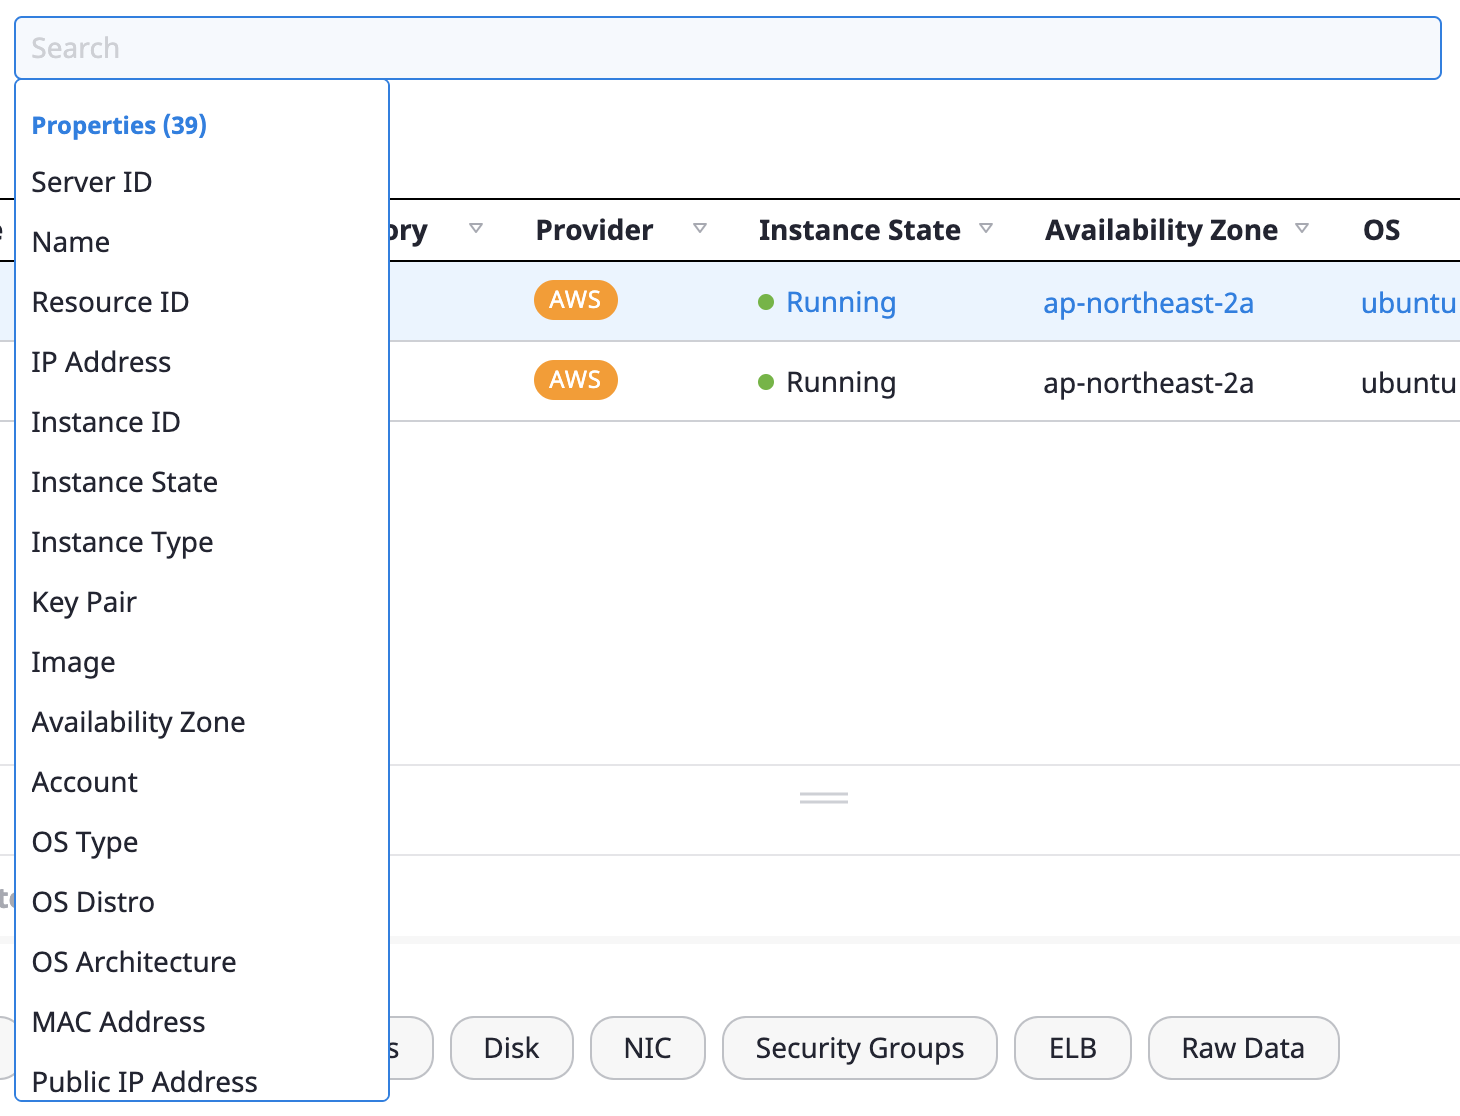 Search
Properties (39)
Server ID
Name
Resource ID
IP Address
Instance ID
Instance State
Instance Type
Key Pair
Image
Availability Zone
Account
OS Type
OS Distro
OS Architecture
MAC Address
Public IP Address
ory Provider Instance State Availability Zone OS
AWS Running ap-northeast-2a ubuntu
AWS Running ap-northeast-2a ubuntu
s Disk NIC Security Groups ELB Raw Data